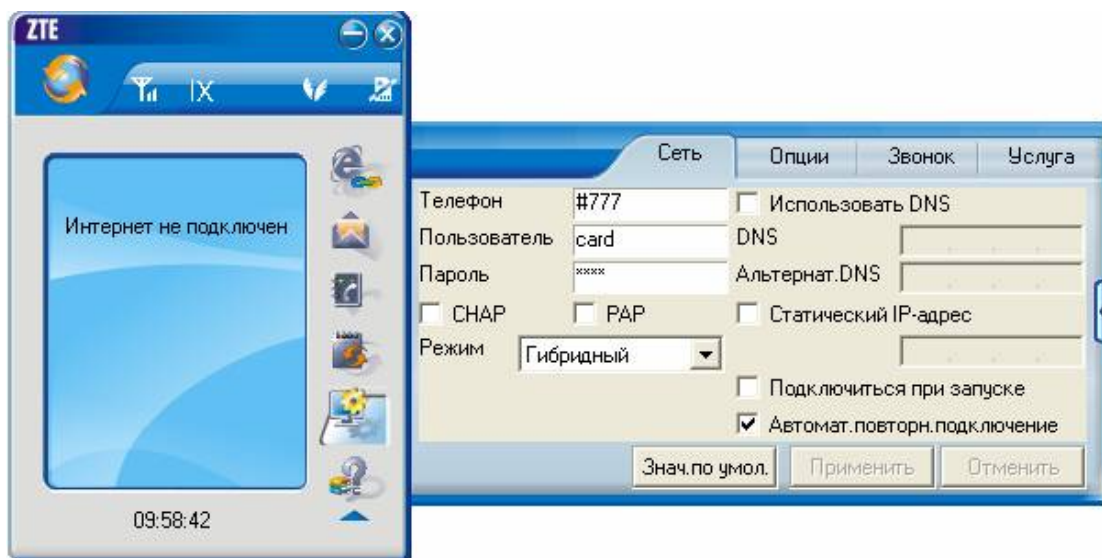 ZTE
1X
Интернет не подключен
09:58:42
Сеть Опции Звонок Услуга
Телефон #777 Использовать DNS
Пользователь card DNS
Пароль **** Альтернат.DNS
CHAP PAP Статический IP-адрес
Режим Гибридный
Подключиться при запуске
Автомат.повторн.подключение
Знач.по умол. Применить Отменить